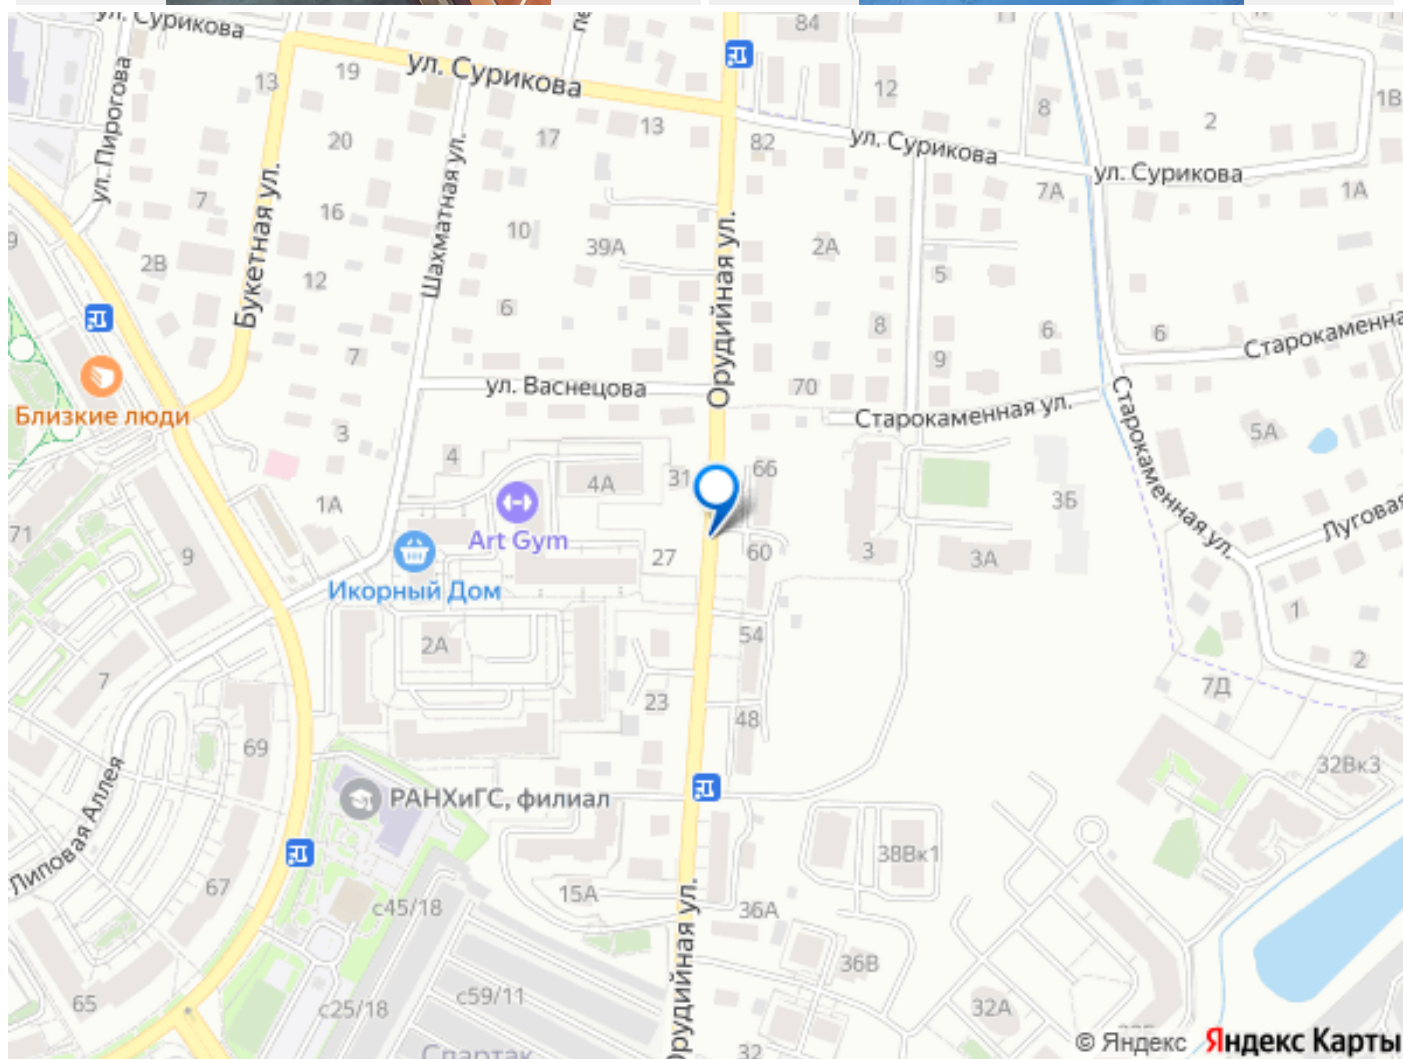 ул. Сурикова
84
13
19
ул. Сурикова
12
8
2
1В
ул. Пирогова
20
17
13
82
ул. Сурикова
ул. Сурикова
7
Букетная ул.
16
Шахматная ул.
10
39А
Орудийная ул.
2А
7А
1А
2В
12
5
6
8
6
6
7
9
Старокаменная
ул. Васнецова
70
Старокаменная ул.
Близкие люди
3
4
66
5А
31
4А
1А
3Б
Старокаменная ул.
Луговая
71
9
Art Gym
27
60
3
3А
Икорный Дом
1
2А
54
2
7
23
7Д
48
69
32Вк3
РАНХиГС, филиал
Липовая Аллея
38Вк1
67
15А
с45/18
36А
Орудийная ул.
36В
65
с25/18
с59/11
32А
Спартак
32
© Яндекс Яндекс Карты